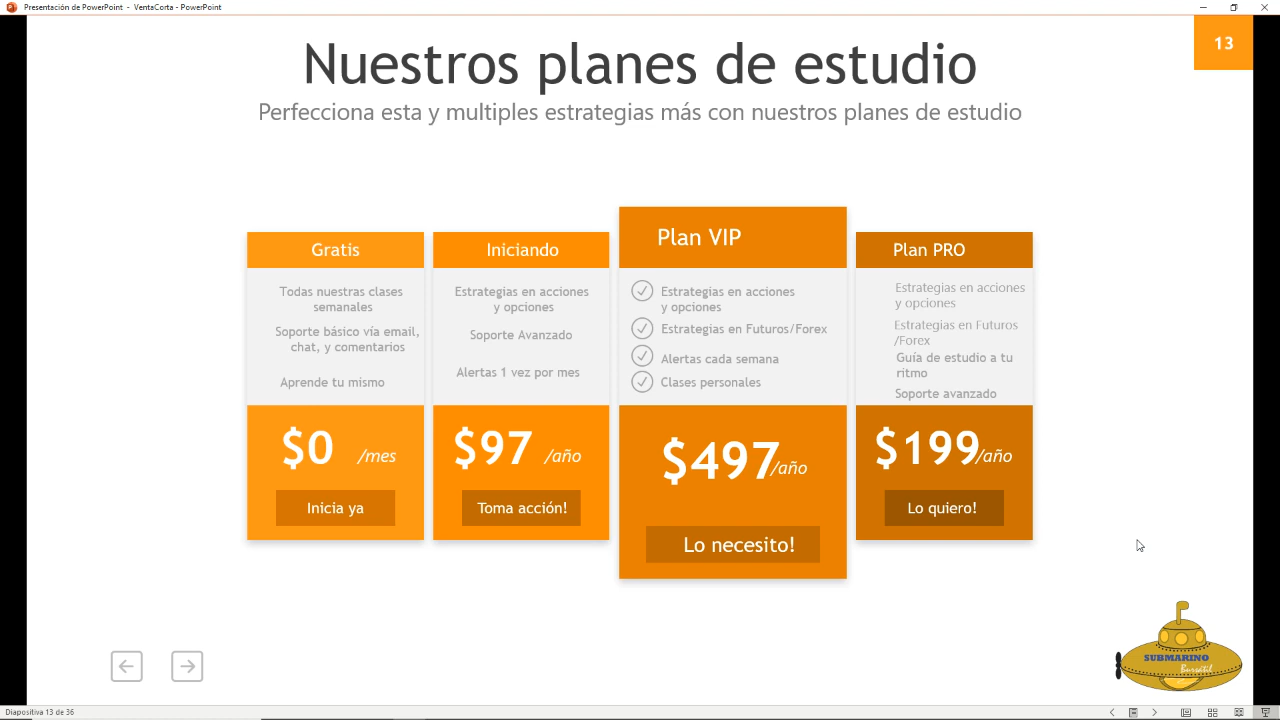 Presentación de PowerPoint - VentaCorta - PowerPoint
13
Nuestros planes de estudio
Perfecciona esta y multiples estrategias más con nuestros planes de estudio
Gratis
Todas nuestras clases
semanales
Soporte básico vía email,
chat, y comentarios
Aprende tu mismo
$0 /mes
Inicia ya
Iniciando
Estrategias en acciones
y opciones
Soporte Avanzado
Alertas 1 vez por mes
$97 /año
Toma acción!
Plan VIP
Estrategias en acciones
y opciones
Estrategias en Futuros/Forex
Alertas cada semana
Clases personales
$497/año
Lo necesito!
Plan PRO
Estrategias en acciones
y opciones
Estrategias en Futuros
/Forex
Guía de estudio a tu
ritmo
Soporte avanzado
$199/año
Lo quiero!
SUBMARINO
Bursátil
Diapositiva 13 de 36